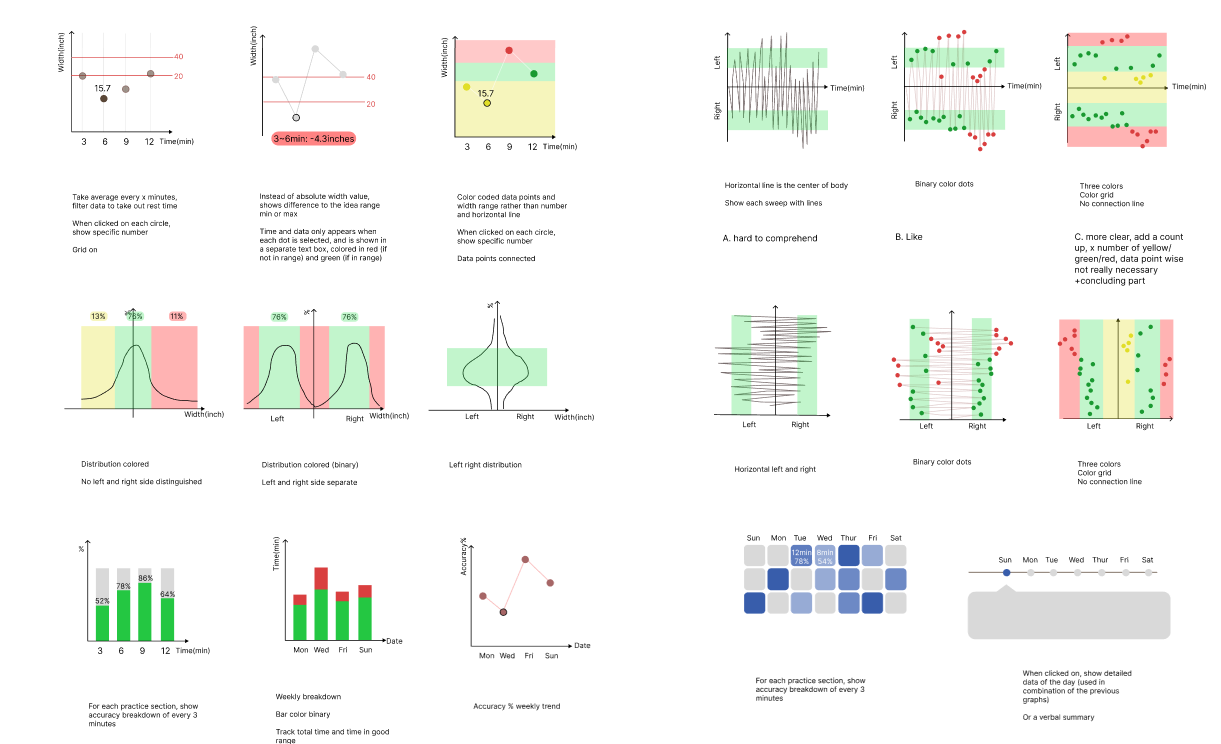 Width(inch)
40
20
15.7
3 6 9 12 Time(min)
Take average every x minutes,
filter data to take out rest time
When clicked on each circle,
show specific number
Grid on
Width(inch)
40
20
3~6min: -4.3inches
Instead of absolute width value,
shows difference to the idea range
min or max
Time and data only appears when
each dot is selected, and is shown in
a separate text box, colored in red (if
not in range) and green (if in range)
Width(inch)
15.7
3 6 9 12 Time(min)
Color coded data points and
width range rather than number
and horizontal line
When clicked on each circle,
show specific number
Data points connected
Left
Right
Time(min)
Horizontal line is the center of body
Show each sweep with lines
A. hard to comprehend
Left
Right
Time(min)
Binary color dots
B. Like
Left
Right
Time(min)
Three colors
Color grid
No connection line
C. more clear, add a count
up, x number of yellow/
green/red, data point wise
not really necessary
+concluding part
13% 76% 11%
Width(inch)
Distribution colored
No left and right side distinguished
76% 76%
Left Right Width(inch)
Distribution colored (binary)
Left and right side separate
Left Right Width(inch)
Left right distribution
Left Right
Horizontal left and right
Left Right
Binary color dots
Left Right
Three colors
Color grid
No connection line
%
52% 78% 86% 64%
3 6 9 12 Time(min)
For each practice section, show
accuracy breakdown of every 3
minutes
Time(min)
Date
Mon Wed Fri Sun
Weekly breakdown
Bar color binary
Track total time and time in good
range
Accuracy%
Date
Mon Wed Fri Sun
Accuracy % weekly trend
Sun Mon Tue Wed Thur Fri Sat
12min 8min
78% 54%
For each practice section, show
accuracy breakdown of every 3
minutes
Sun Mon Tue Wed Thur Fri Sat
When clicked on, show detailed
data of the day (used in
combination of the previous
graphs)
Or a verbal summary